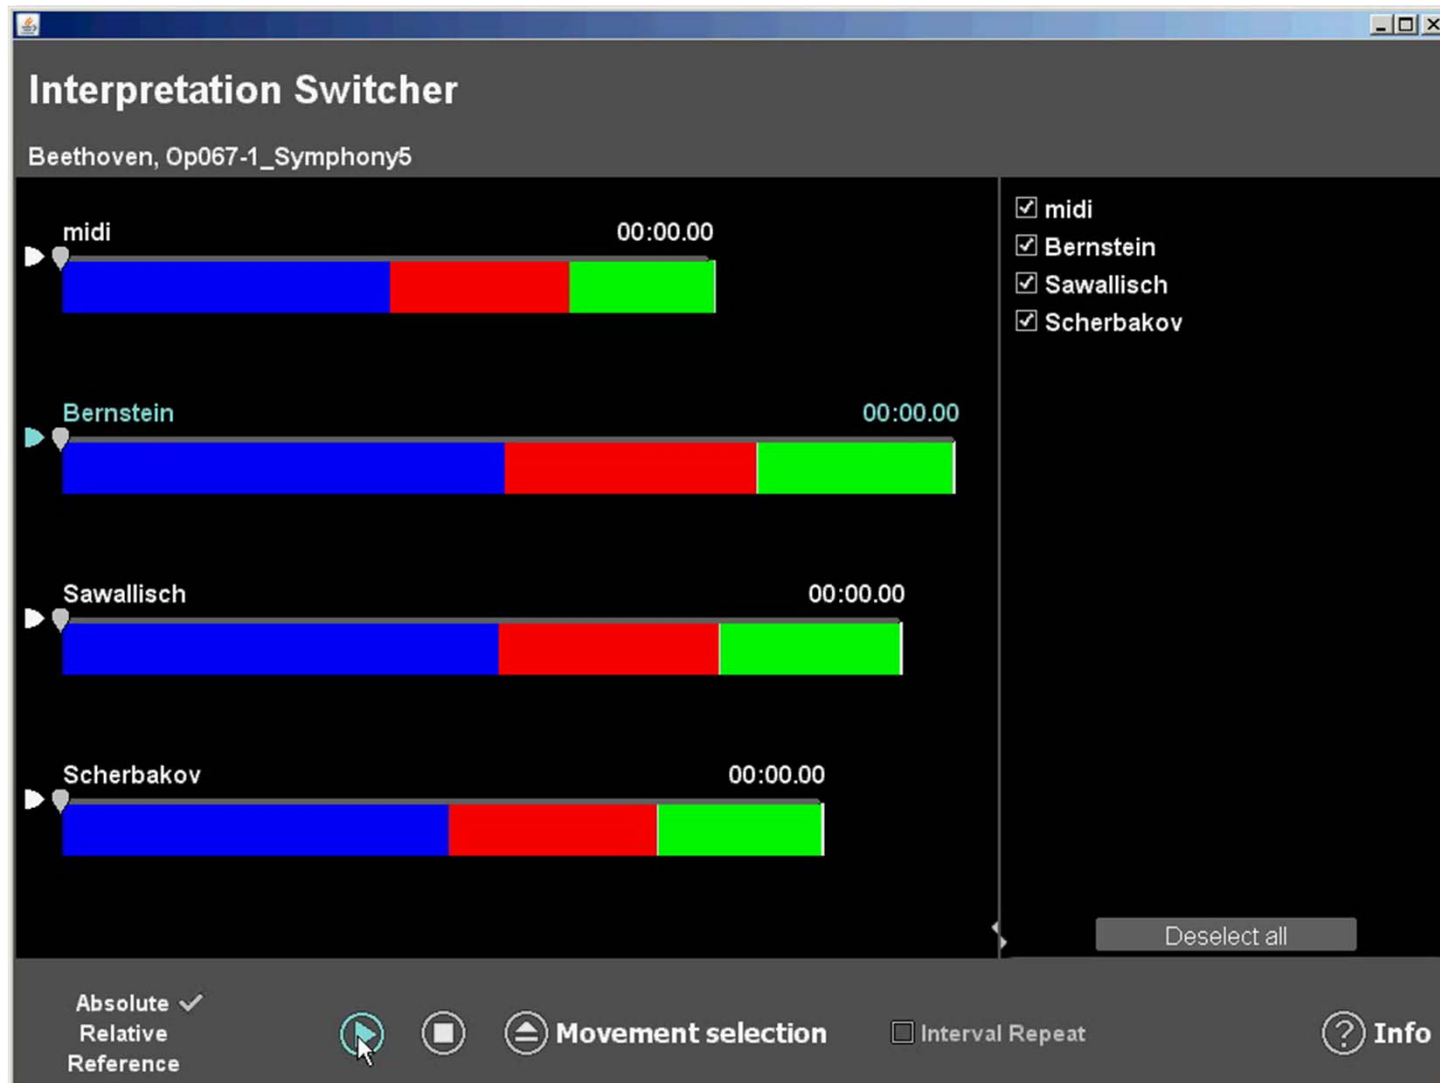 Interpretation Switcher
Beethoven, Op067-1_Symphony5
midi 00:00.00
Bernstein 00:00.00
Sawallisch 00:00.00
Scherbakov 00:00.00
midi
Bernstein
Sawallisch
Scherbakov
Deselect all
Absolute
Relative
Reference
Movement selection
Interval Repeat
? Info